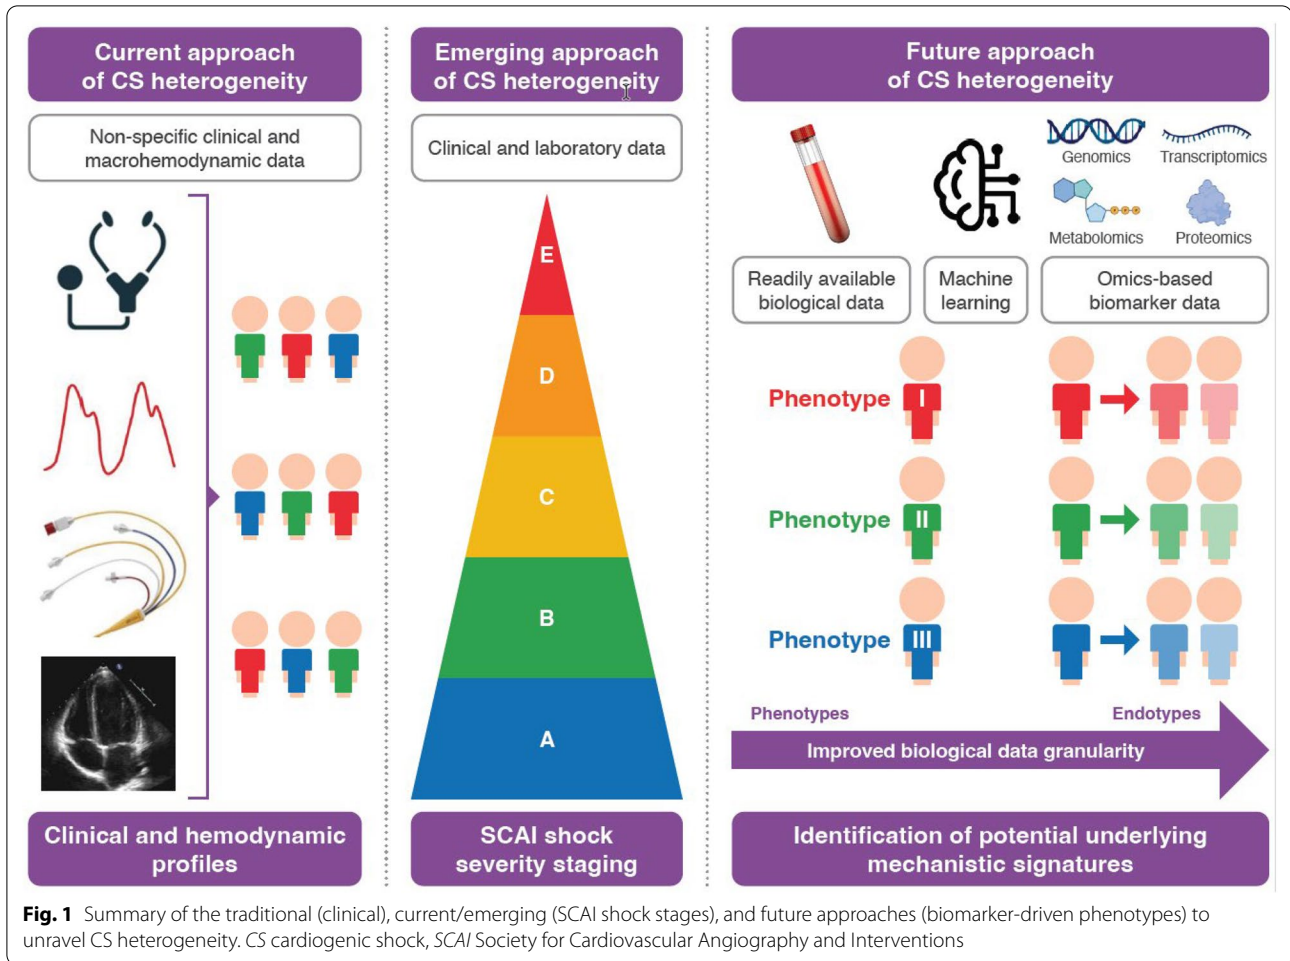 Current approach
of CS heterogeneity
Non-specific clinical and
macrohemodynamic data
Clinical and hemodynamic
profiles
Emerging approach
of CS heterogeneity
Clinical and laboratory data
E
D
C
B
A
SCAI shock
severity staging
Future approach
of CS heterogeneity
Genomics
Transcriptomics
Metabolomics
Proteomics
Readily available
biological data
Machine
learning
Omics-based
biomarker data
Phenotype I
Phenotype II
Phenotype III
Phenotypes
Endotypes
Improved biological data granularity
Identification of potential underlying
mechanistic signatures
Fig. 1 Summary of the traditional (clinical), current/emerging (SCAI shock stages), and future approaches (biomarker-driven phenotypes) to
unravel CS heterogeneity. CS cardiogenic shock, SCAI Society for Cardiovascular Angiography and Interventions